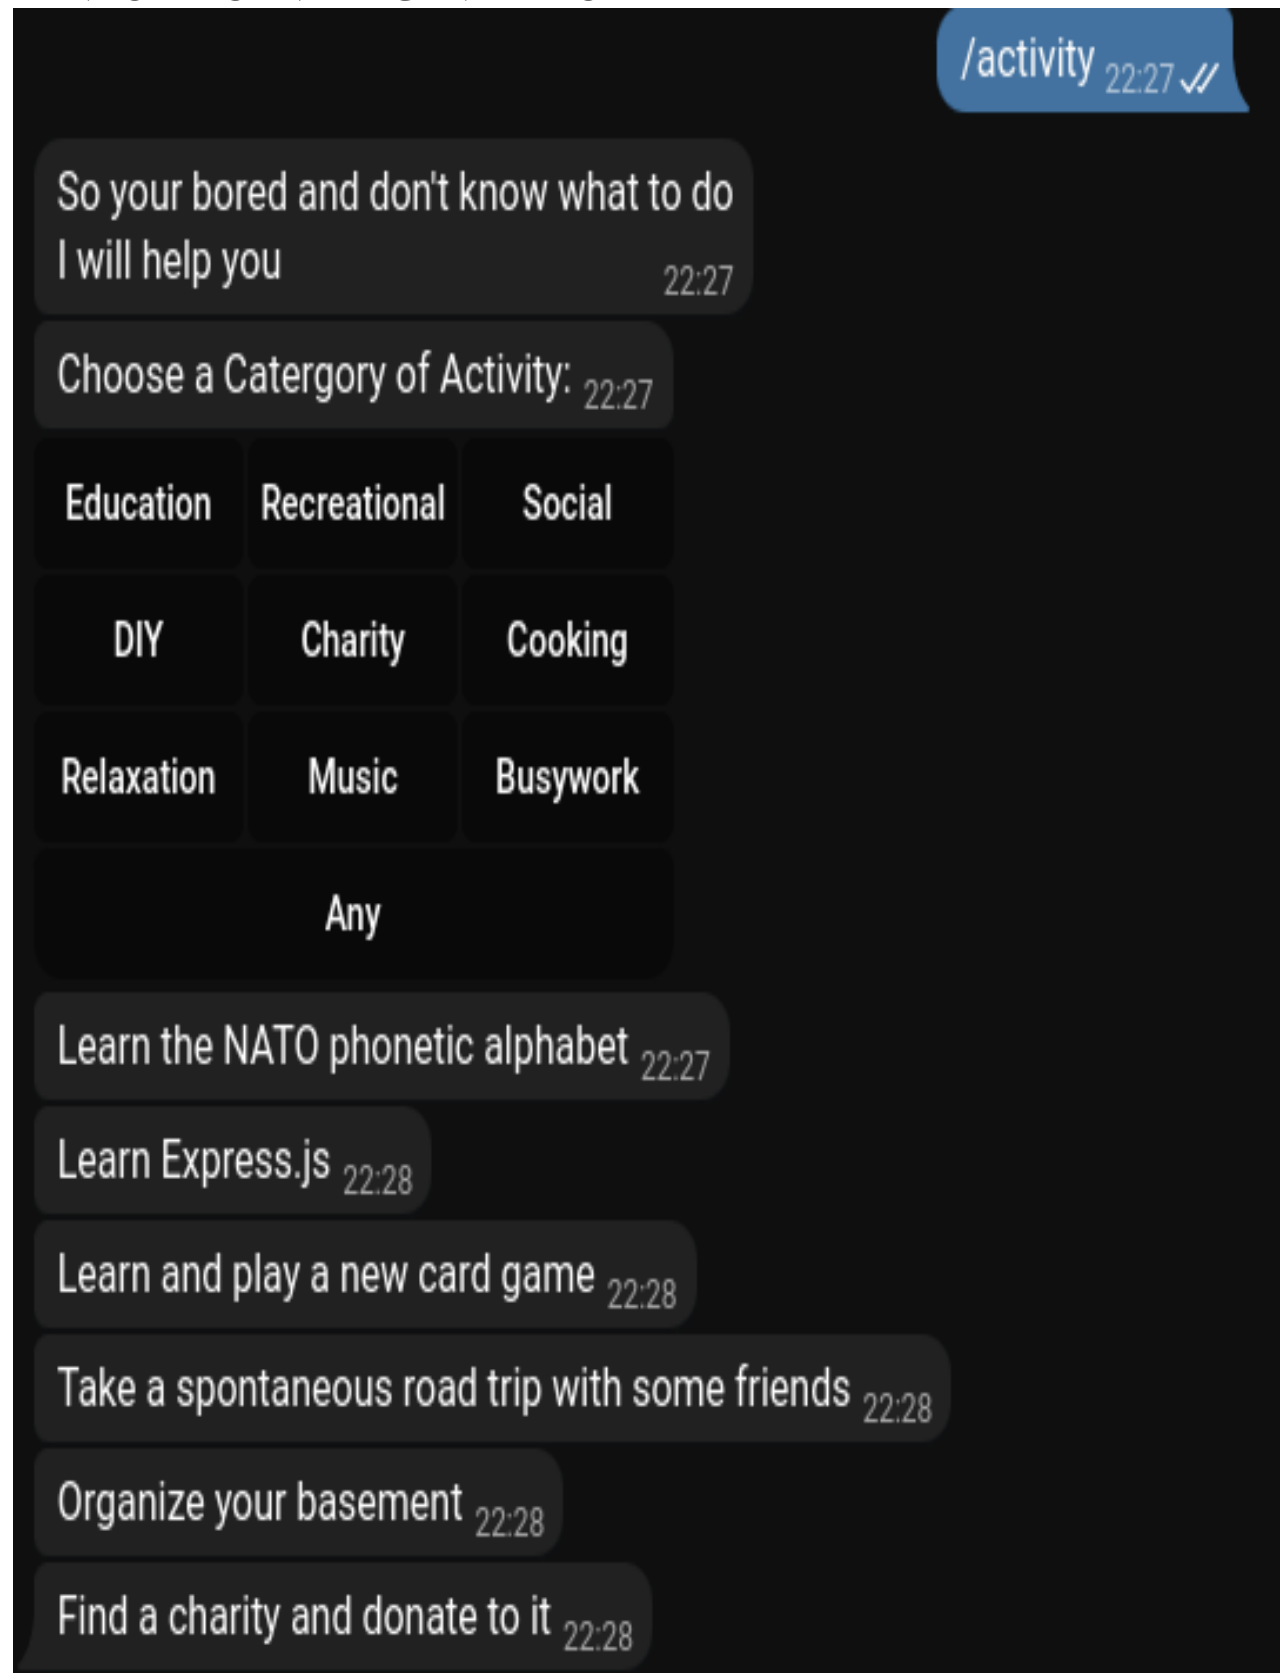 /activity 22:27
So your bored and don't know what to do
I will help you 22:27
Choose a Catergory of Activity: 22:27
Education Recreational Social
DIY Charity Cooking
Relaxation Music Busywork
Any
Learn the NATO phonetic alphabet 22:27
Learn Express.js 22:28
Learn and play a new card game 22:28
Take a spontaneous road trip with some friends 22:28
Organize your basement 22:28
Find a charity and donate to it 22:28